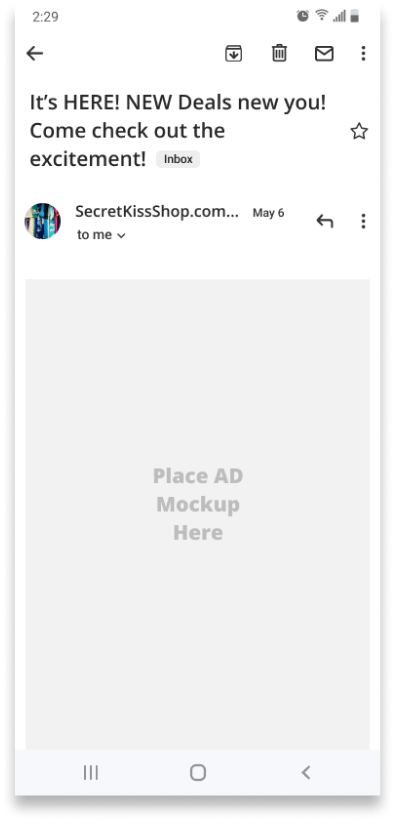 2:29
It’s HERE! NEW Deals new you!
Come check out the
excitement! Inbox
SecretKissShop.com... May 6
to me
Place AD
Mockup
Here